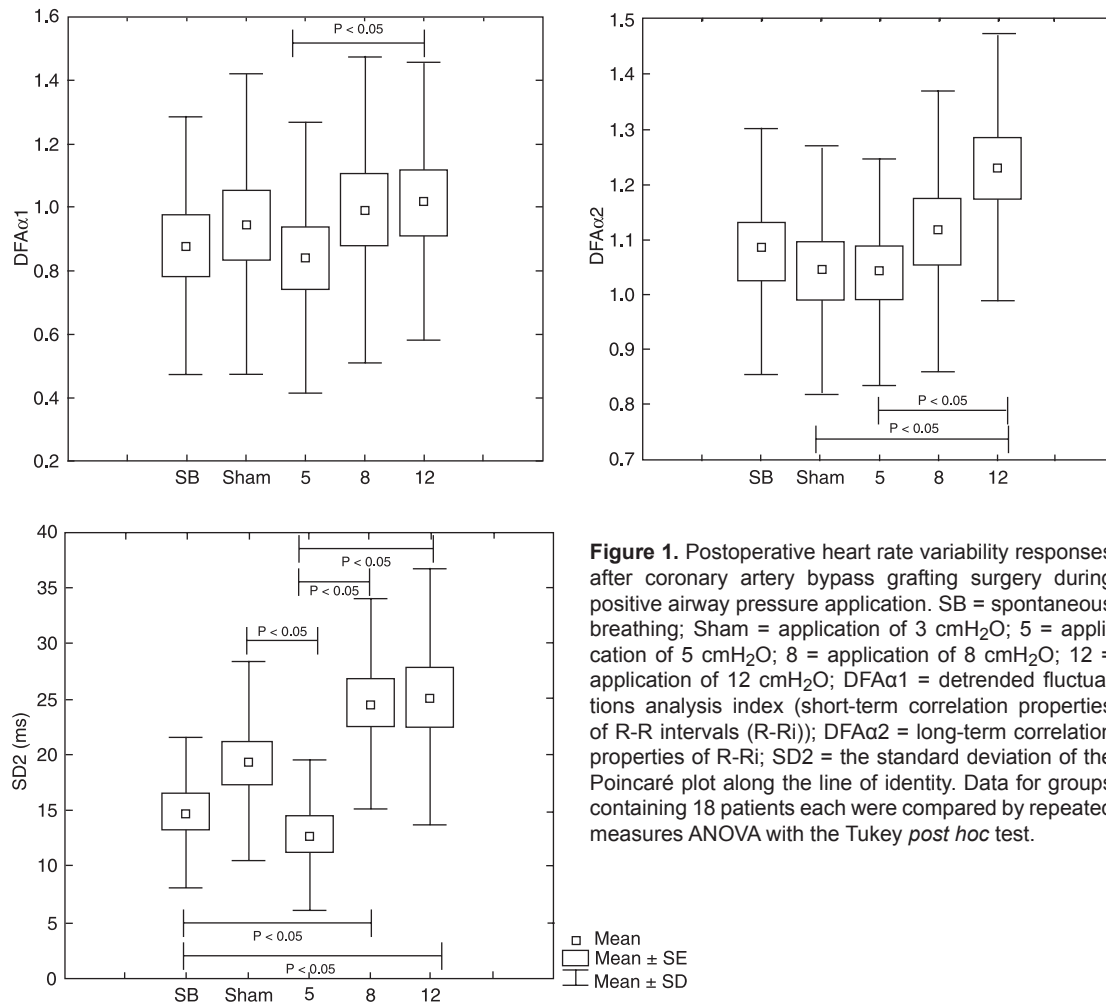 1.6
1.4
1.2
1.0
0.8
0.6
0.4
0.2
DFAα1
P < 0.05
SB Sham 5 8 12
1.5
1.4
1.3
1.2
1.1
1.0
0.9
0.8
0.7
DFAα2
P < 0.05
P < 0.05
SB Sham 5 8 12
40
35
30
25
20
15
10
5
0
SD2 (ms)
P < 0.05
P < 0.05
P < 0.05
P < 0.05
P < 0.05
SB Sham 5 8 12
Mean
Mean ± SE
Mean ± SD
Figure 1. Postoperative heart rate variability responses
after coronary artery bypass grafting surgery during
positive airway pressure application. SB = spontaneous
breathing; Sham = application of 3 cmH₂O; 5 = appli-
cation of 5 cmH₂O; 8 = application of 8 cmH₂O; 12 =
application of 12 cmH₂O; DFAα1 = detrended fluctua-
tions analysis index (short-term correlation properties
of R-R intervals (R-Ri)); DFAα2 = long-term correlation
properties of R-Ri; SD2 = the standard deviation of the
Poincaré plot along the line of identity. Data for groups
containing 18 patients each were compared by repeated
measures ANOVA with the Tukey post hoc test.